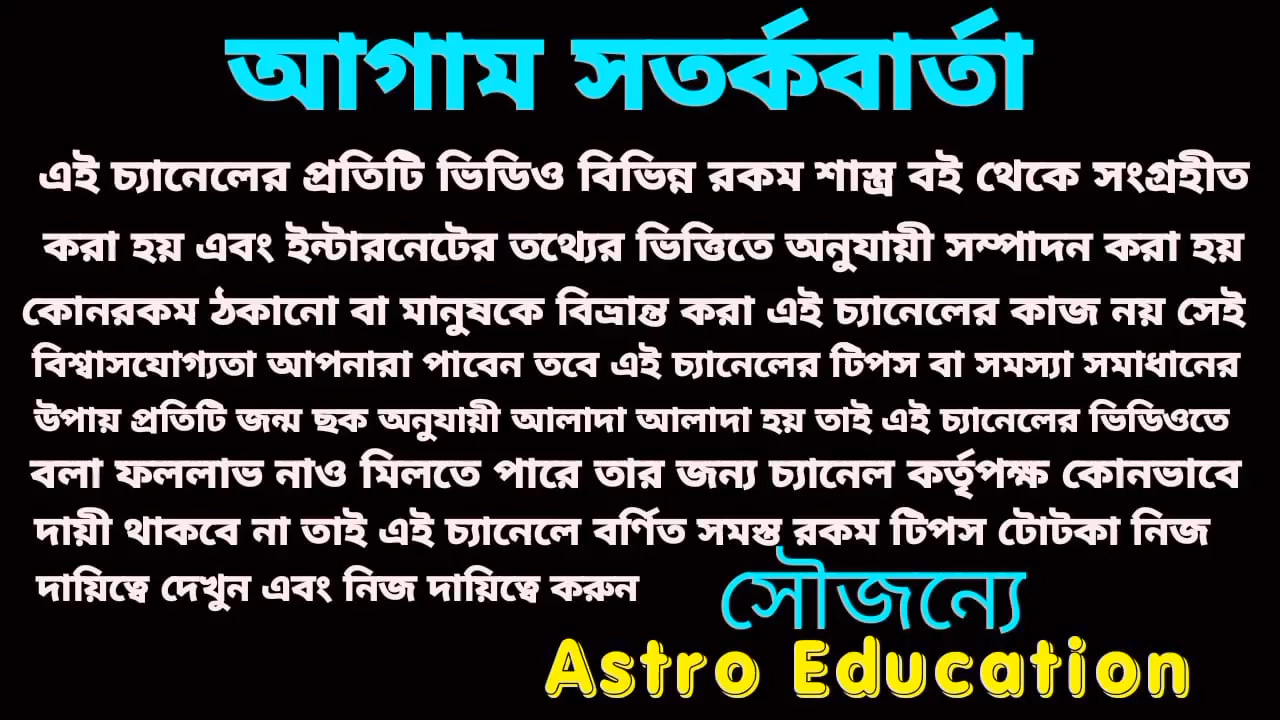 আগাম সতর্কবার্তা
এই চ্যানেলের প্রতিটি ভিডিও বিভিন্ন রকম শাস্ত্র বই থেকে সংগ্রহীত
করা হয় এবং ইন্টারনেটের তথ্যের ভিত্তিতে অনুযায়ী সম্পাদন করা হয়
কোনরকম ঠকানো বা মানুষকে বিভ্রান্ত করা এই চ্যানেলের কাজ নয় সেই
বিশ্বাসযোগ্যতা আপনারা পাবেন তবে এই চ্যানেলের টিপস বা সমস্যা সমাধানের
উপায় প্রতিটি জন্ম ছক অনুযায়ী আলাদা আলাদা হয় তাই এই চ্যানেলের ভিডিওতে
বলা ফললাভ নাও মিলতে পারে তার জন্য চ্যানেল কর্তৃপক্ষ কোনভাবে
দায়ী থাকবে না তাই এই চ্যানেলে বর্ণিত সমস্ত রকম টিপস টোটকা নিজ
দায়িত্বে দেখুন এবং নিজ দায়িত্বে করুন
সৌজন্যে
Astro Education